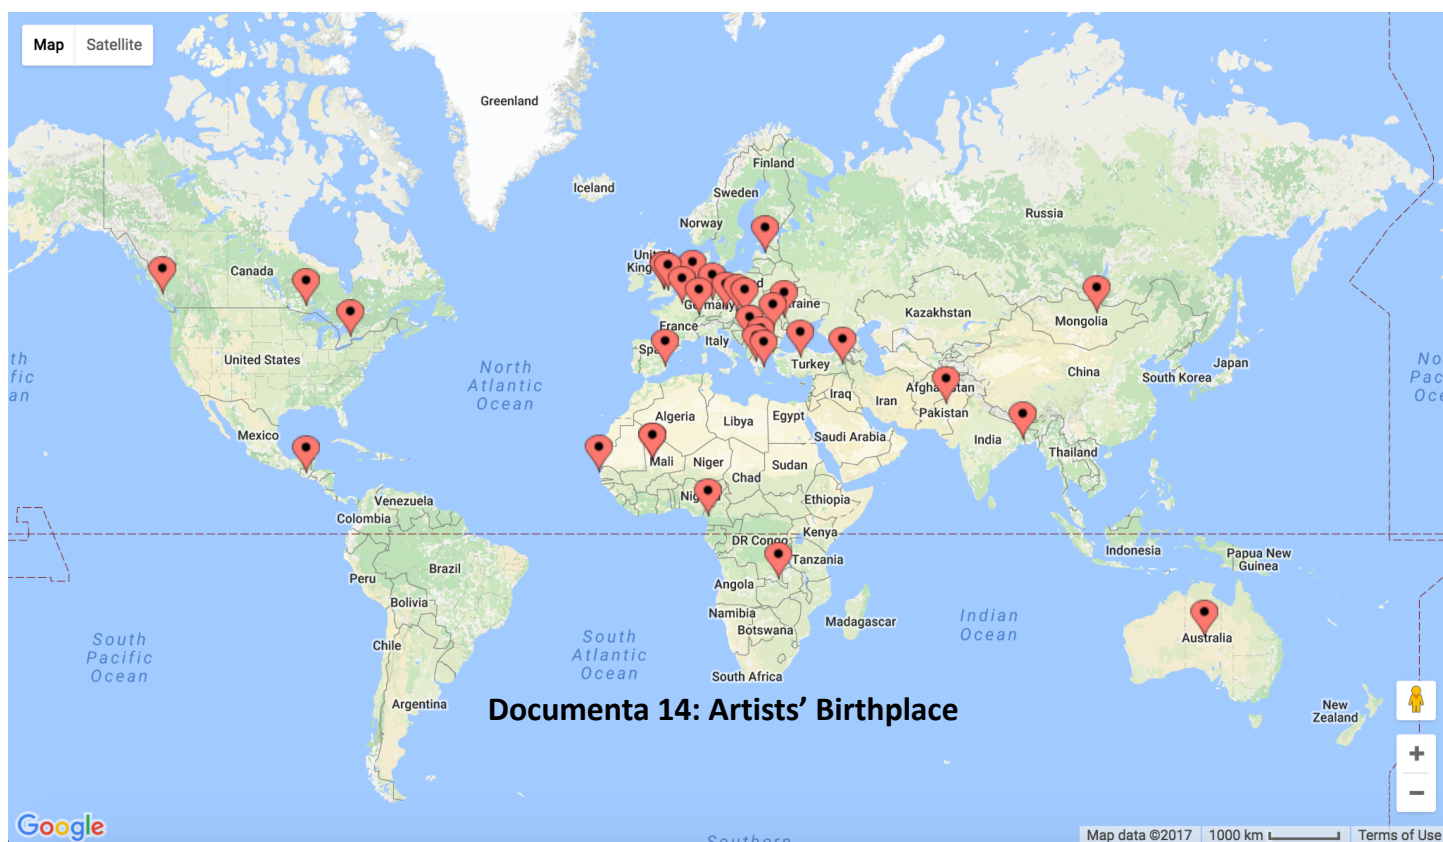 Map Satellite
Greenland
Iceland
Finland
Sweden
Norway
Russia
Canada
Kazakhstan
Mongolia
France
Italy
Turkey
United States
China
Japan
South Korea
North
Atlantic
Ocean
Iraq
Iran
Pakistan
Algeria
Libya
Egypt
Saudi Arabia
India
Thailand
Mexico
Mali
Niger
Chad
Sudan
Ethiopia
Venezuela
Colombia
DR Congo
Kenya
Tanzania
Indonesia
Papua New
Guinea
Peru
Brazil
Angola
Bolivia
Namibia
Botswana
Madagascar
Indian
Ocean
Australia
South
Pacific
Ocean
Chile
South
Atlantic
Ocean
South Africa
Argentina
New
Zealand
Documenta 14: Artists’ Birthplace
+
−
Google
Map data ©2017 1000 km Terms of Use